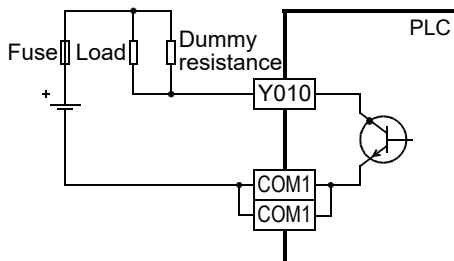 PLC
Fuse
Load
Dummy
resistance
Y010
+
COM1
COM1